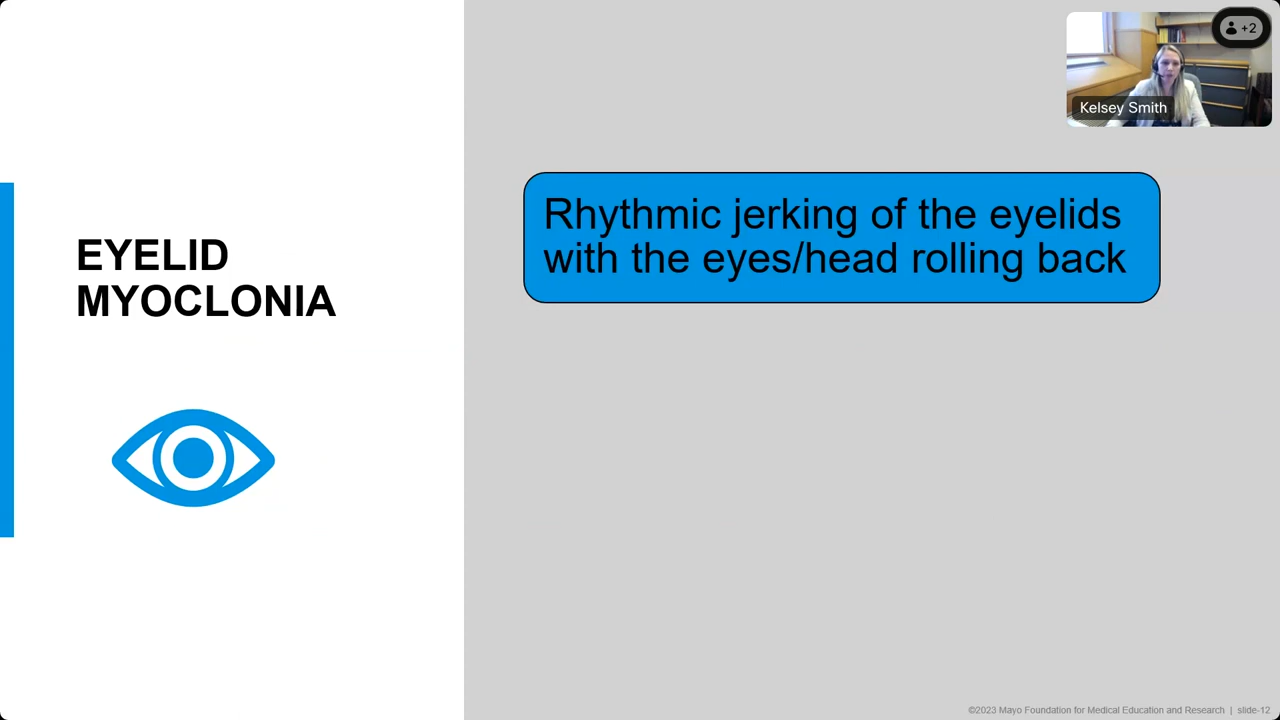 +2
Kelsey Smith
EYELID
MYOCLONIA
Rhythmic jerking of the eyelids
with the eyes/head rolling back
©2023 Mayo Foundation for Medical Education and Research | slide-12